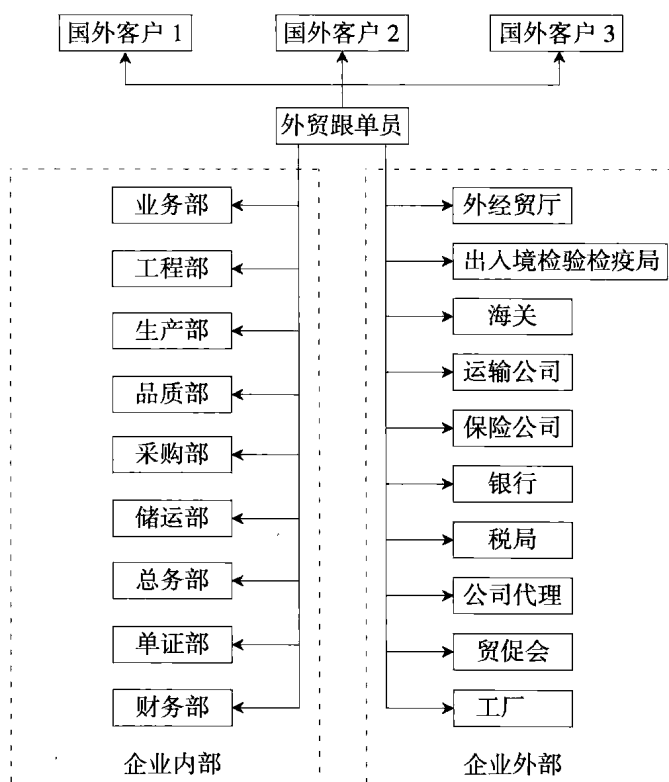 国外客户 1
国外客户 2
国外客户 3
外贸跟单员
业务部
工程部
生产部
品质部
采购部
储运部
总务部
单证部
财务部
企业内部
外经贸厅
出入境检验检疫局
海关
运输公司
保险公司
银行
税局
公司代理
贸促会
工厂
企业外部